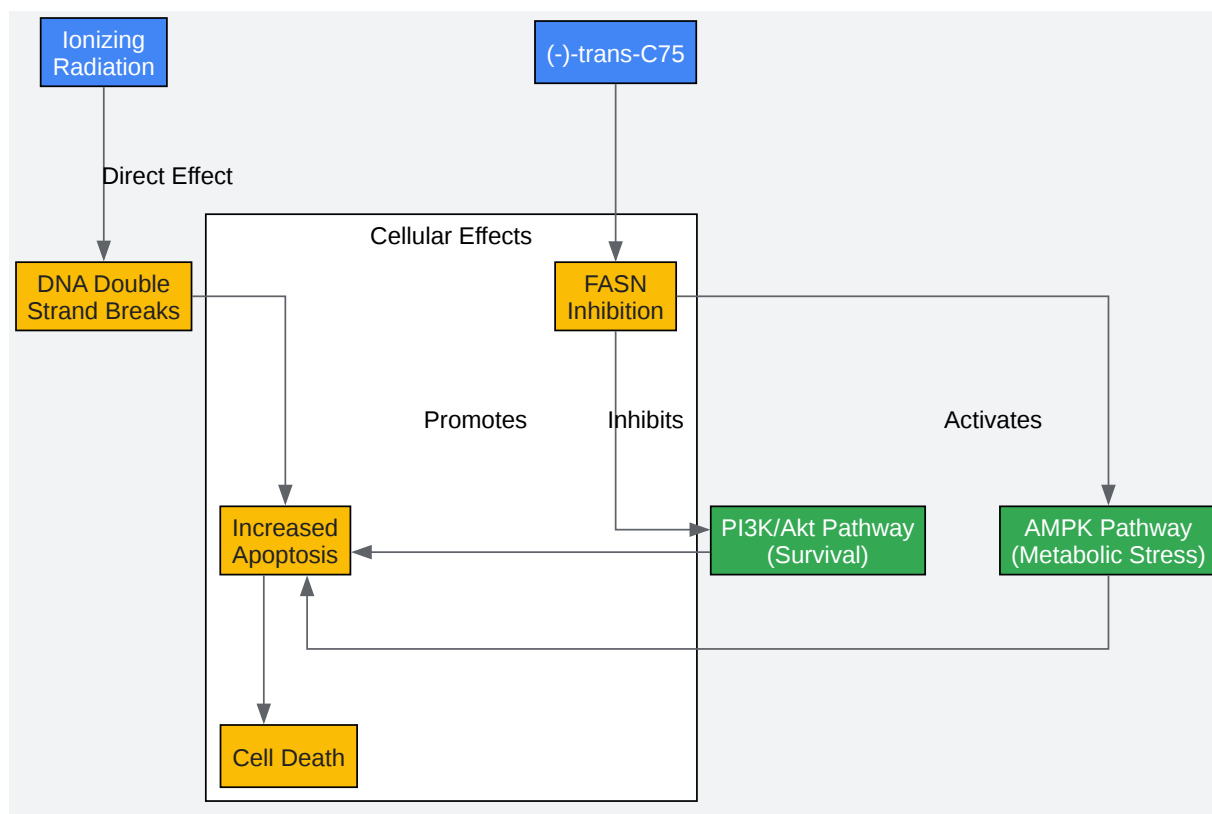 Ionizing
Radiation
(-)-trans-C75
Direct Effect
Cellular Effects
DNA Double
Strand Breaks
FASN
Inhibition
Promotes
Inhibits
Activates
Increased
Apoptosis
PI3K/Akt Pathway
(Survival)
AMPK Pathway
(Metabolic Stress)
Cell Death